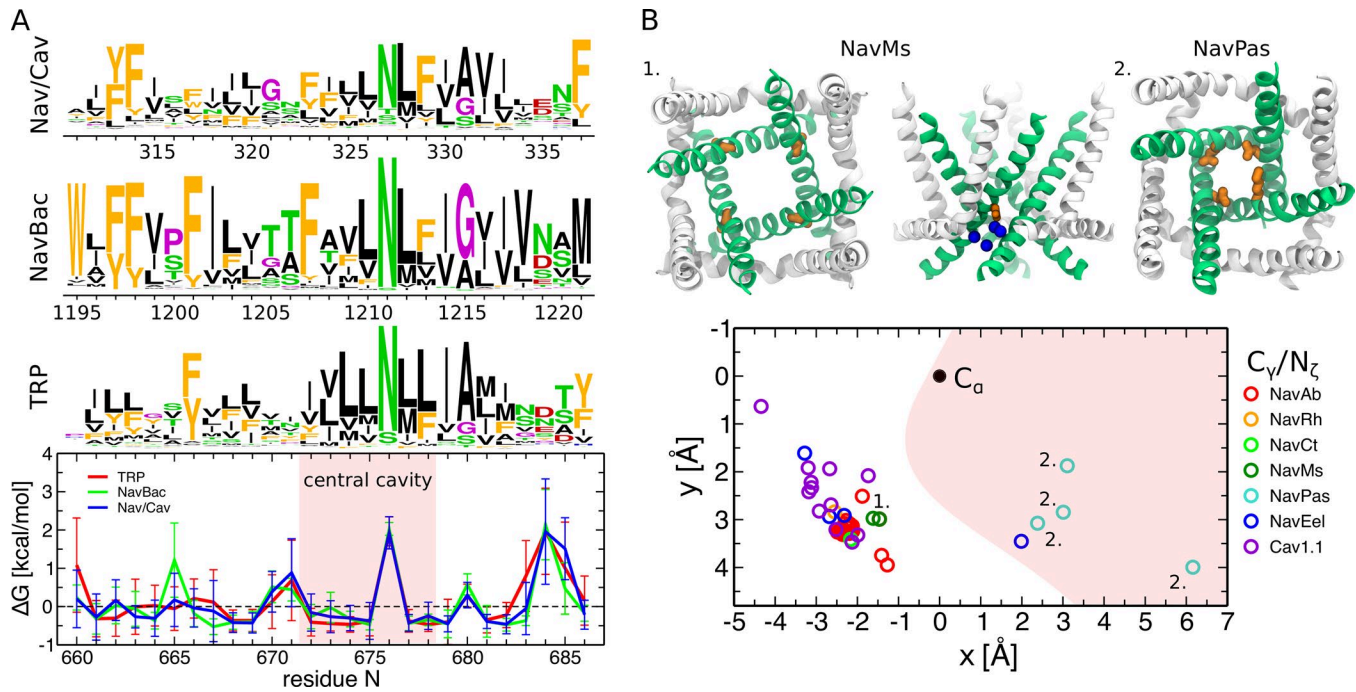 A
Nav/Cav
315 320 325 330 335
NavBac
1195 1200 1205 1210 1215 1220
TRP
ΔG [kcal/mol]
4
3
2
1
0
-1
TRP
NavBac
Nav/Cav
central cavity
660 665 670 675 680 685
residue N
B
NavMs
NavPas
1.
2.
y [Å]
-1
0
1
2
3
4
Cα
1.
2.
2.
2.
2.
-5 -4 -3 -2 -1 0 1 2 3 4 5 6 7
x [Å]
Cγ/Nζ
NavAb
NavRh
NavCt
NavMs
NavPas
NavEel
Cav1.1